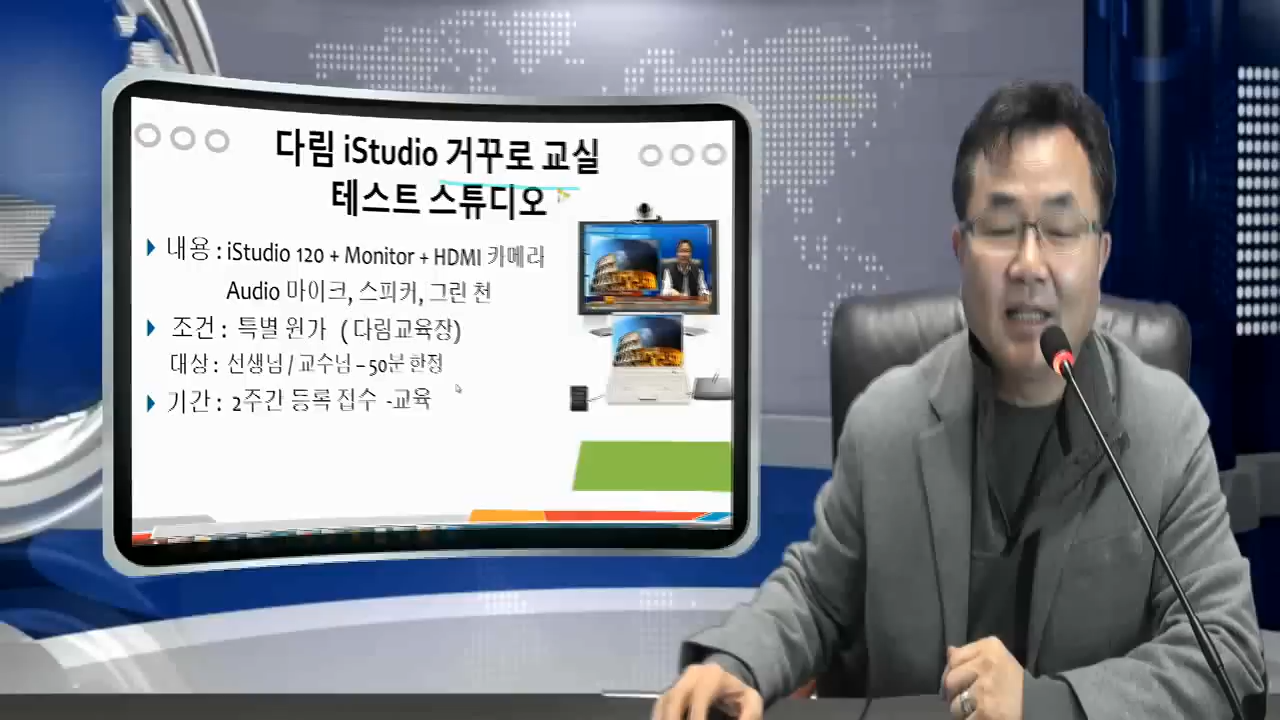 다림 iStudio 거꾸로 교실
테스트 스튜디오
내용 : iStudio 120 + Monitor + HDMI 카메라
Audio 마이크, 스피커, 그린 천
조건 : 특별 원가 ( 다림교육장)
대상 : 선생님 / 교수님 – 50분 한정
기간 : 2주간 등록 접수 -교육